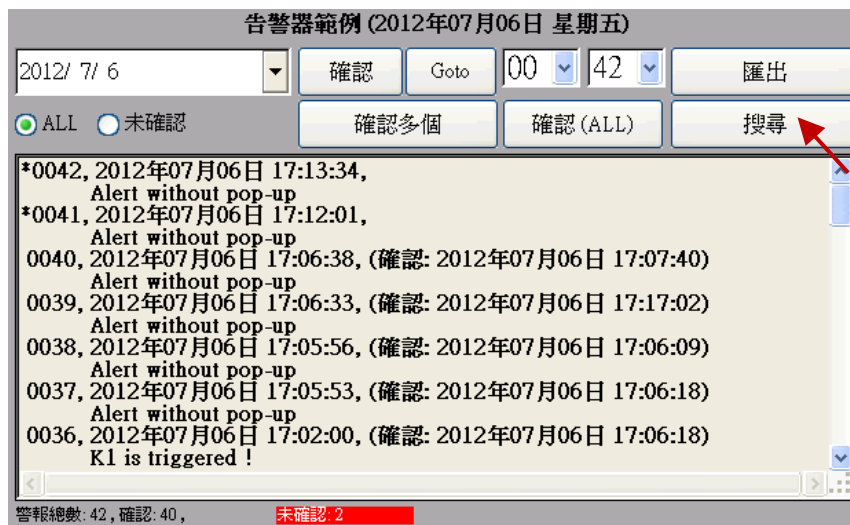 告警器範例 (2012年07月06日 星期五)
2012/ 7/ 6 確認 Goto 00 42 匯出
ALL 未確認 確認多個 確認(ALL) 搜尋
*0042, 2012年07月06日 17:13:34,
Alert without pop-up
*0041, 2012年07月06日 17:12:01,
Alert without pop-up
0040, 2012年07月06日 17:06:38, (確認: 2012年07月06日 17:07:40)
Alert without pop-up
0039, 2012年07月06日 17:06:33, (確認: 2012年07月06日 17:17:02)
Alert without pop-up
0038, 2012年07月06日 17:05:56, (確認: 2012年07月06日 17:06:09)
Alert without pop-up
0037, 2012年07月06日 17:05:53, (確認: 2012年07月06日 17:06:18)
Alert without pop-up
0036, 2012年07月06日 17:02:00, (確認: 2012年07月06日 17:06:18)
K1 is triggered !
警報總數: 42 , 確認: 40 , 未確認: 2